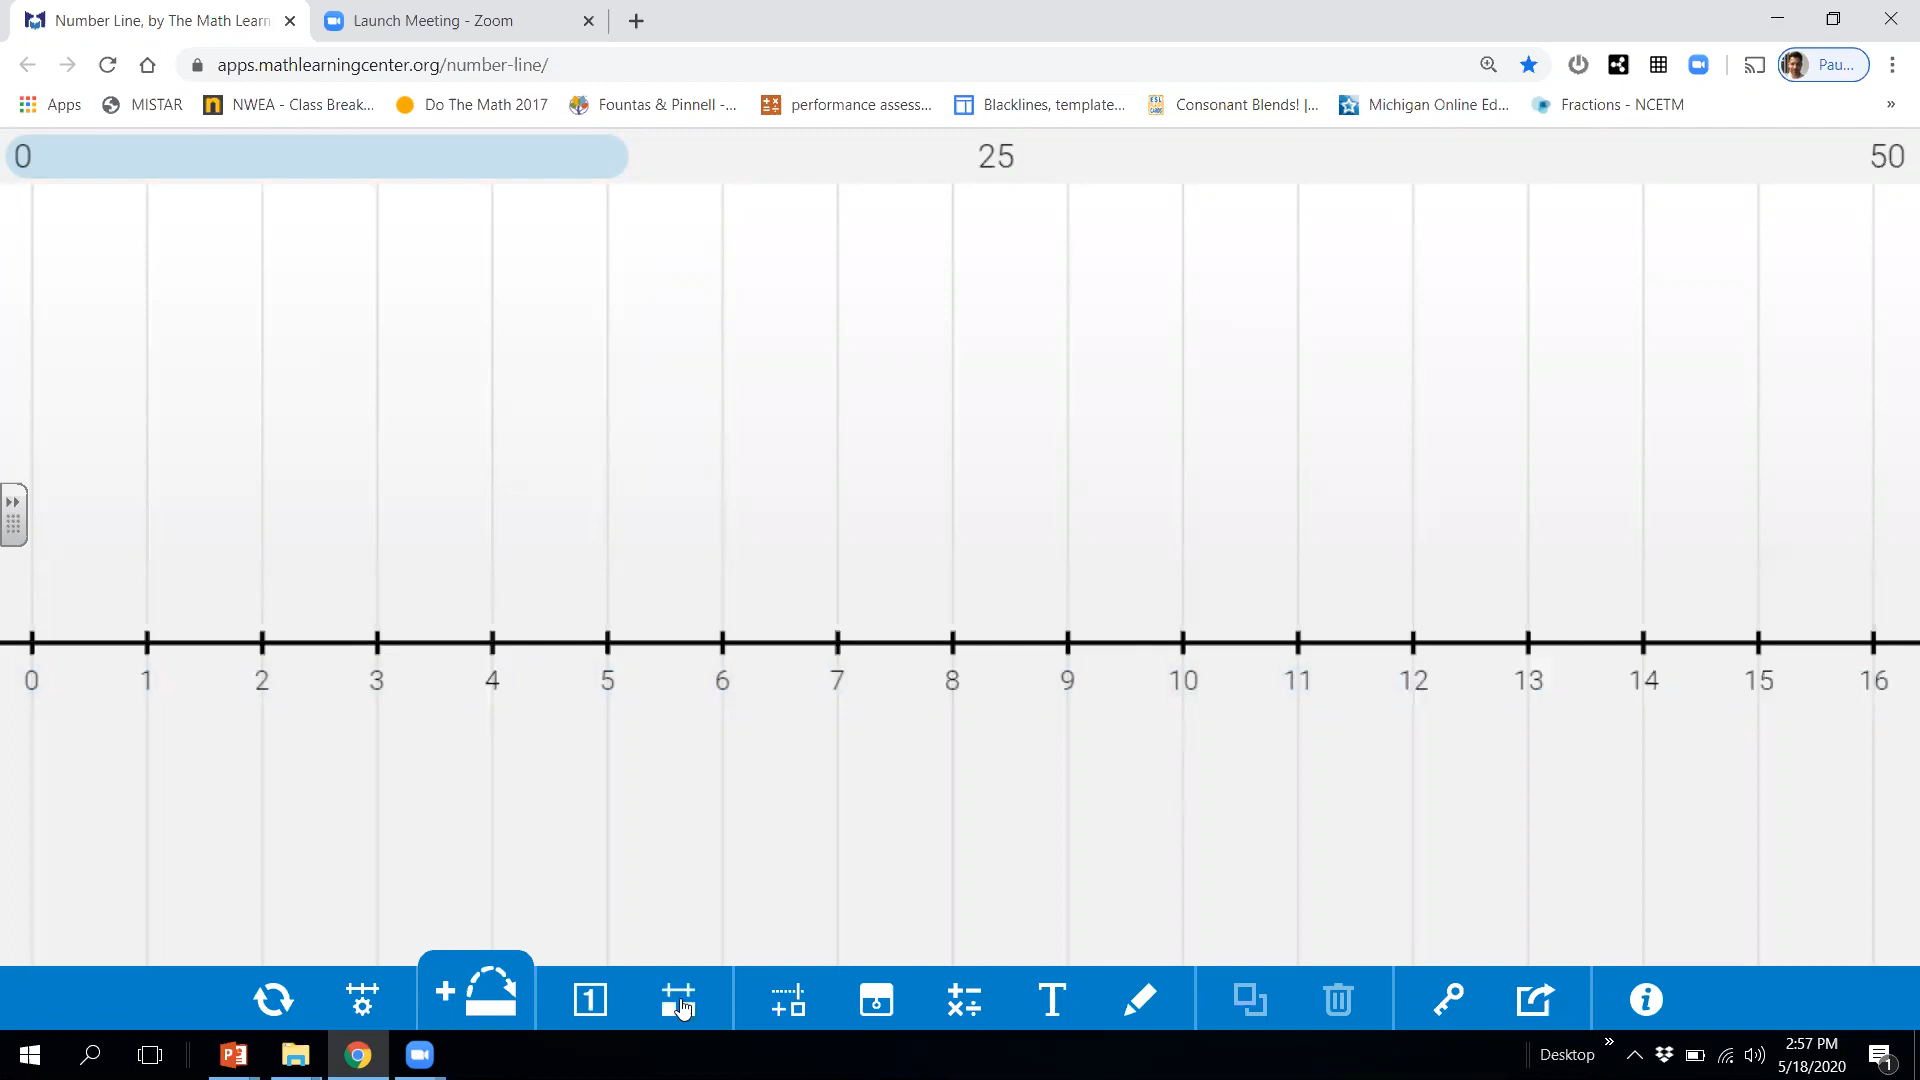 Number Line, by The Math Learn
Launch Meeting - Zoom
apps.mathlearningcenter.org/number-line/
Pau...
Apps
MISTAR
NWEA - Class Break...
Do The Math 2017
Fountas & Pinnell -...
performance assess...
Blacklines, template...
Consonant Blends! |...
Michigan Online Ed...
Fractions - NCETM
»
0 25 50
0 1 2 3 4 5 6 7 8 9 10 11 12 13 14 15 16
1
T
Desktop
2:57 PM
5/18/2020
1